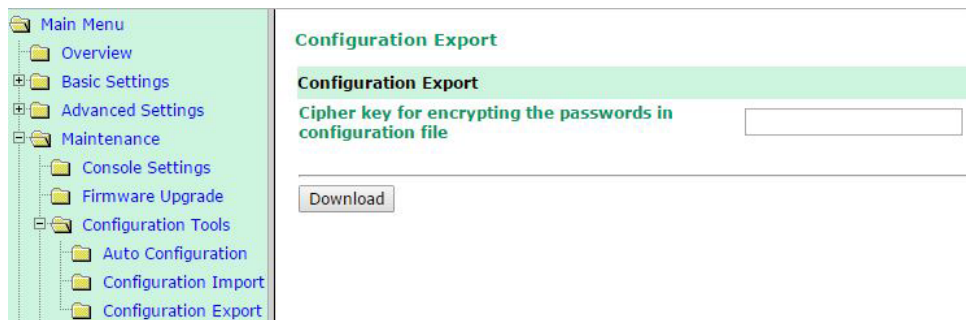 Main Menu
Overview
Basic Settings
Advanced Settings
Maintenance
Console Settings
Firmware Upgrade
Configuration Tools
Auto Configuration
Configuration Import
Configuration Export
Configuration Export
Configuration Export
Cipher key for encrypting the passwords in
configuration file
Download